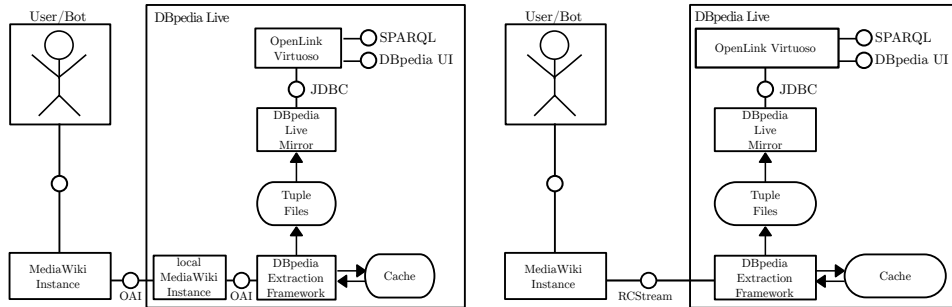 User/Bot
DBpedia Live
OpenLink
Virtuoso
SPARQL
DBpedia UI
JDBC
DBpedia
Live
Mirror
Tuple
Files
MediaWiki
Instance
OAI
local
MediaWiki
Instance
OAI
DBpedia
Extraction
Framework
Cache
User/Bot
DBpedia Live
OpenLink Virtuoso
SPARQL
DBpedia UI
JDBC
DBpedia
Live
Mirror
Tuple
Files
MediaWiki
Instance
RCStream
DBpedia
Extraction
Framework
Cache